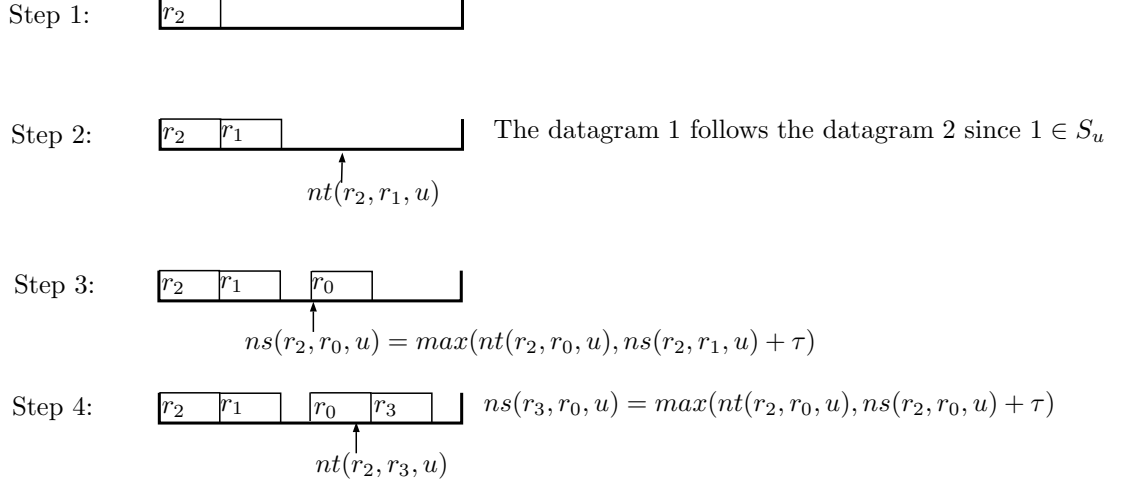 Step 1:
r₂
Step 2:
r₂ r₁
The datagram 1 follows the datagram 2 since 1 ∈ Sᵤ
nt(r₂, r₁, u)
Step 3:
r₂ r₁ r₀
ns(r₂, r₀, u) = max(nt(r₂, r₀, u), ns(r₂, r₁, u) + τ)
Step 4:
r₂ r₁ r₀ r₃
ns(r₃, r₀, u) = max(nt(r₂, r₀, u), ns(r₂, r₀, u) + τ)
nt(r₂, r₃, u)